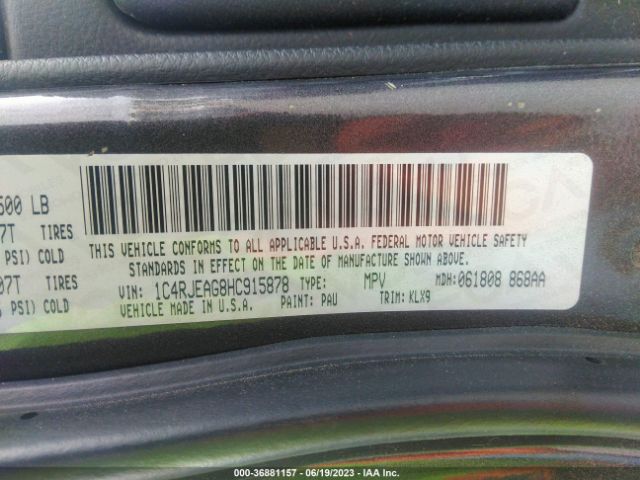 500 LB
7T TIRES
PSI) COLD
07T TIRES
PSI) COLD
THIS VEHICLE CONFORMS TO ALL APPLICABLE U.S.A. FEDERAL MOTOR VEHICLE SAFETY
STANDARDS IN EFFECT ON THE DATE OF MANUFACTURE SHOWN ABOVE.
VIN: 1C4RJEAG8HC915878 TYPE: MPV MDH: 061808 868AA
VEHICLE MADE IN U.S.A. PAINT: PAU TRIM: KLX9
000-36881157 - 06/19/2023 - IAA Inc.